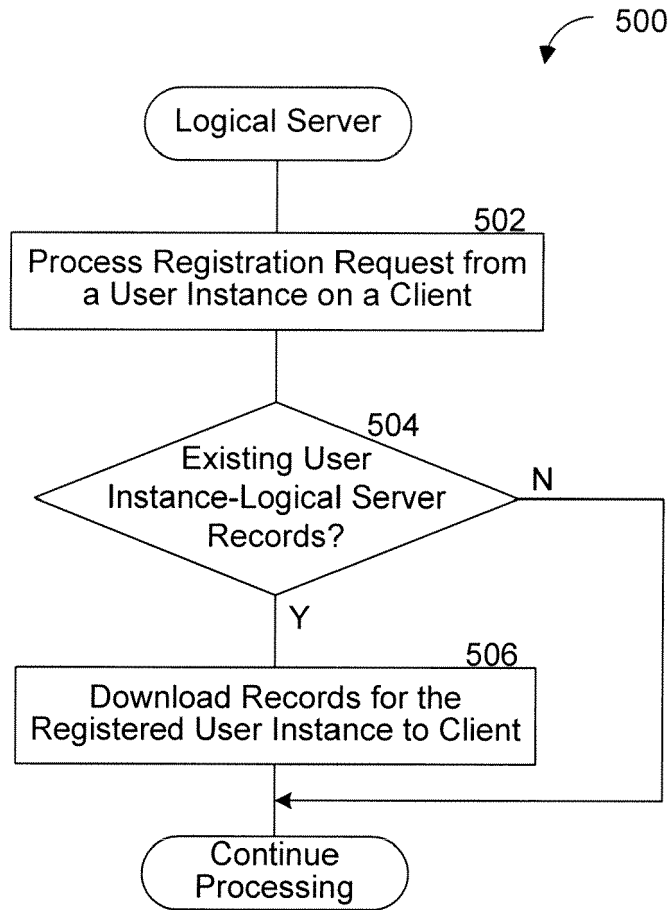 500
Logical Server
502
Process Registration Request from
a User Instance on a Client
504
Existing User
Instance-Logical Server
Records?
N
Y
506
Download Records for the
Registered User Instance to Client
Continue
Processing